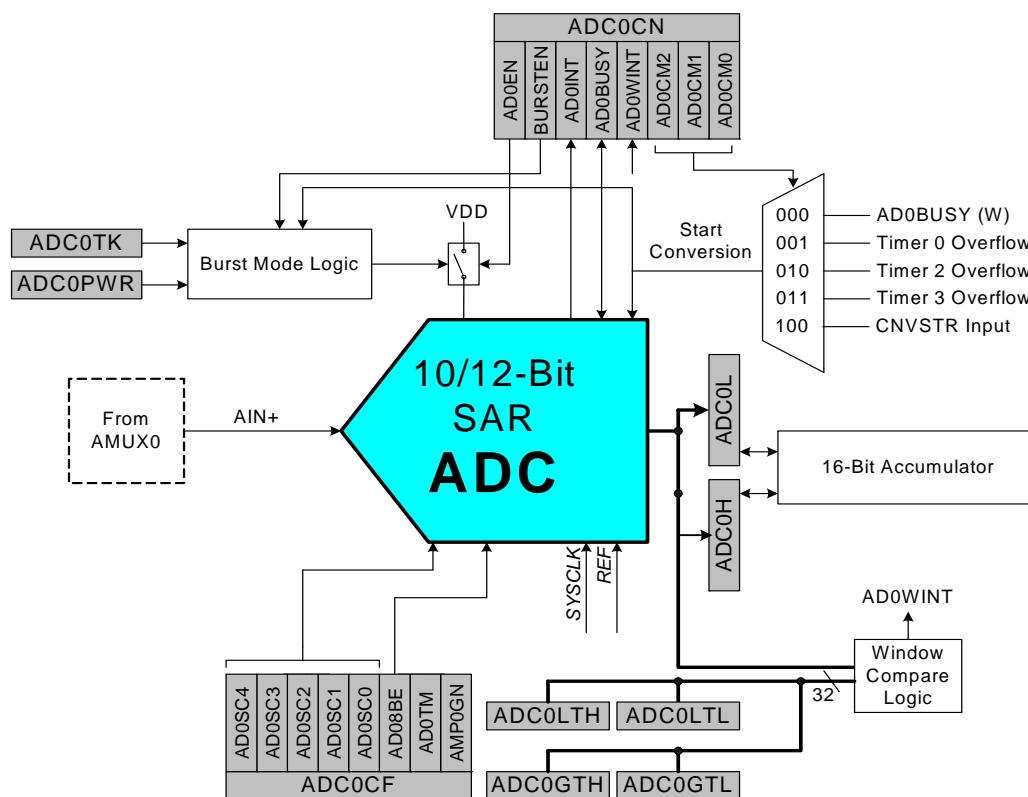 ADC0CN
AD0EN
BURSTEN
AD0INT
AD0BUSY
AD0WINT
AD0CM2
AD0CM1
AD0CM0
VDD
Start
Conversion
000
001
010
011
100
AD0BUSY (W)
Timer 0 Overflow
Timer 2 Overflow
Timer 3 Overflow
CNVSTR Input
ADC0TK
ADC0PWR
Burst Mode Logic
From
AMUX0
AIN+
10/12-Bit
SAR
ADC
ADC0L
ADC0H
16-Bit Accumulator
SYSCLK
REF
AD0WINT
Window
Compare
Logic
32
AD0SC4
AD0SC3
AD0SC2
AD0SC1
AD0SC0
AD08BE
AD0TM
AMP0GN
ADC0CF
ADC0LTH
ADC0LTL
ADC0GTH
ADC0GTL